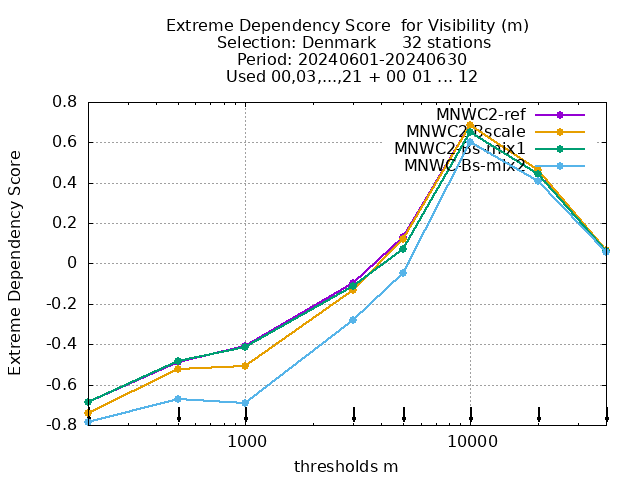 Extreme Dependency Score  for Visibility (m)
Selection: Denmark     32 stations
Period: 20240601-20240630
Used 00,03,...,21 + 00 01 ... 12
Extreme Dependency Score
0.8
0.6
0.4
0.2
0
-0.2
-0.4
-0.6
-0.8
MNWC2-ref
MNWC2-Bscale
MNWC2-Bs-mix1
MNWC-Bs-mix2
1000
10000
thresholds m